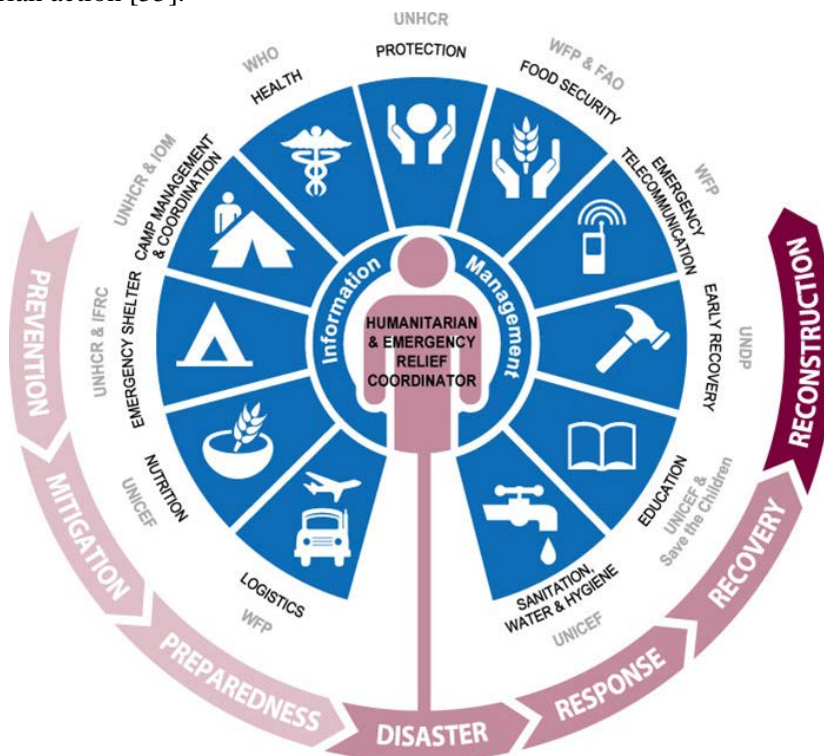 action [55].
UNHCR
PROTECTION
WFP & FAO
FOOD SECURITY
WFP
EMERGENCY
TELECOMMUNICATION
UNDP
EARLY RECOVERY
UNICEF &
Save the Children
EDUCATION
SANITATION,
WATER & HYGIENE
UNICEF
LOGISTICS
WFP
NUTRITION
UNICEF
EMERGENCY SHELTER
UNHCR & IFRC
CAMP MANAGEMENT
& COORDINATION
UNHCR & IOM
HEALTH
WHO
Information
Management
HUMANITARIAN
& EMERGENCY
RELIEF
COORDINATOR
PREVENTION
MITIGATION
PREPAREDNESS
DISASTER
RESPONSE
RECOVERY
RECONSTRUCTION